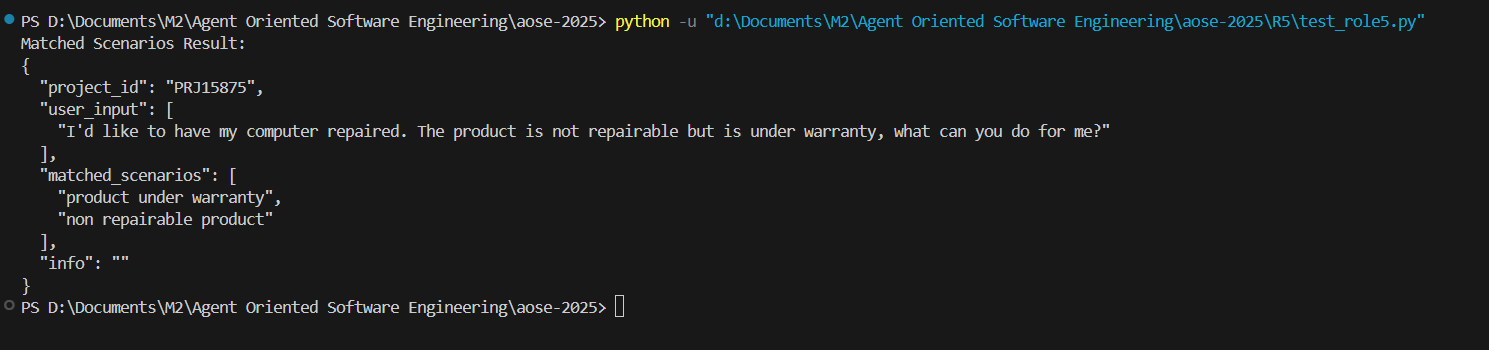 PS D:\Documents\M2\Agent Oriented Software Engineering\aose-2025> python -u "d:\Documents\M2\Agent Oriented Software Engineering\aose-2025\R5\test_role5.py"
Matched Scenarios Result:
{
  "project_id": "PRJ15875",
  "user_input": [
    "I'd like to have my computer repaired. The product is not repairable but is under warranty, what can you do for me?"
  ],
  "matched_scenarios": [
    "product under warranty",
    "non repairable product"
  ],
  "info": ""
}
PS D:\Documents\M2\Agent Oriented Software Engineering\aose-2025>